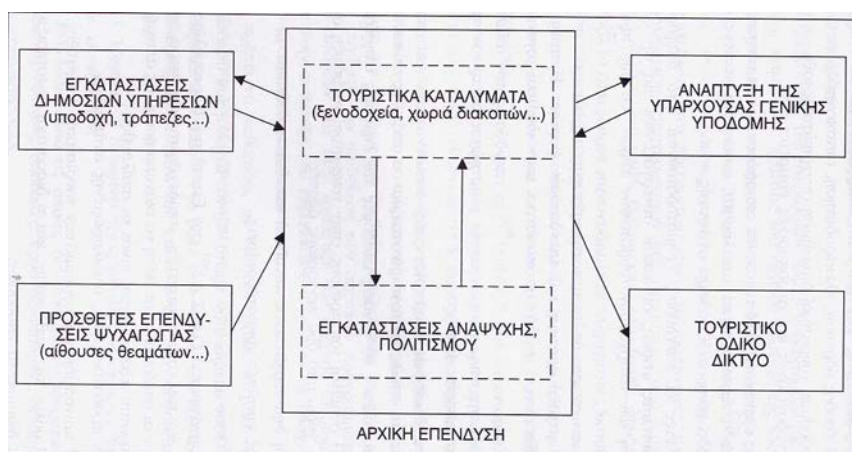 ΕΓΚΑΤΑΣΤΑΣΕΙΣ
ΔΗΜΟΣΙΩΝ ΥΠΗΡΕΣΙΩΝ
(υποδοχή, τράπεζες...)
ΤΟΥΡΙΣΤΙΚΑ ΚΑΤΑΛΥΜΑΤΑ
(ξενοδοχεία, χωριά διακοπών...)
ΑΝΑΠΤΥΞΗ ΤΗΣ
ΥΠΑΡΧΟΥΣΑΣ ΓΕΝΙΚΗΣ
ΥΠΟΔΟΜΗΣ
ΠΡΟΣΘΕΤΕΣ ΕΠΕΝΔΥ-
ΣΕΙΣ ΨΥΧΑΓΩΓΙΑΣ
(αίθουσες θεαμάτων...)
ΕΓΚΑΤΑΣΤΑΣΕΙΣ ΑΝΑΨΥΧΗΣ,
ΠΟΛΙΤΙΣΜΟΥ
ΤΟΥΡΙΣΤΙΚΟ
ΟΔΙΚΟ
ΔΙΚΤΥΟ
ΑΡΧΙΚΗ ΕΠΕΝΔΥΣΗ